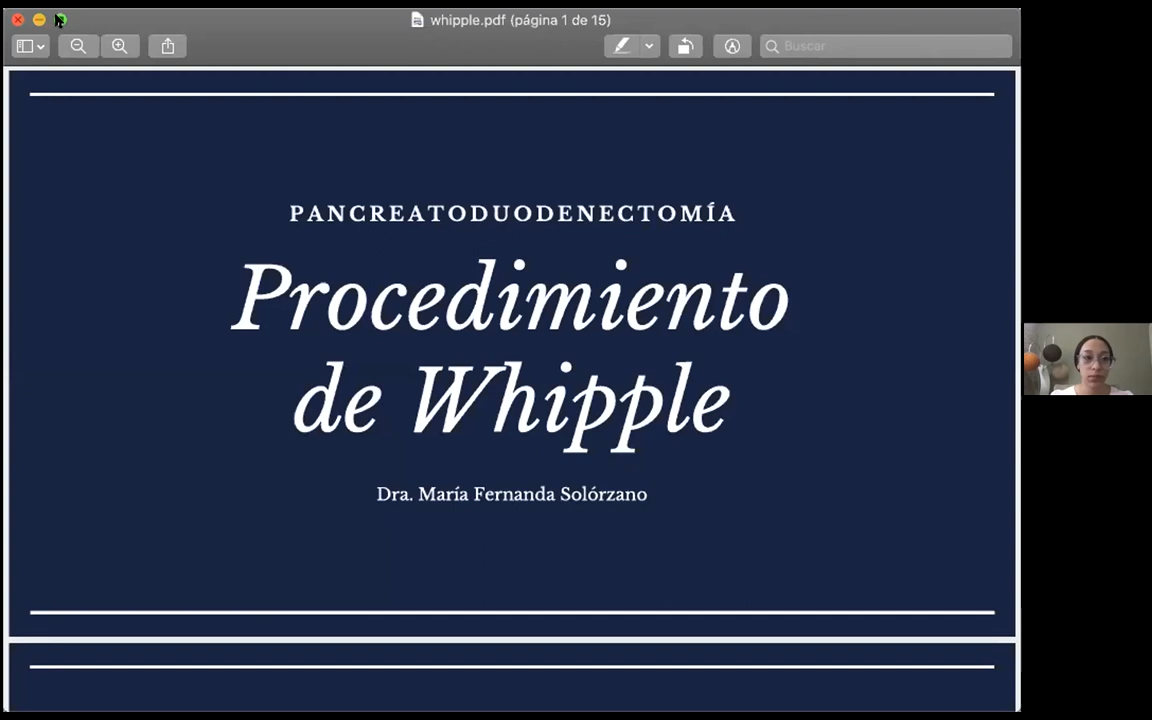 whipple.pdf (página 1 de 15)
Buscar
PANCREATODUODENECTOMÍA
Procedimiento
de Whipple
Dra. María Fernanda Solórzano